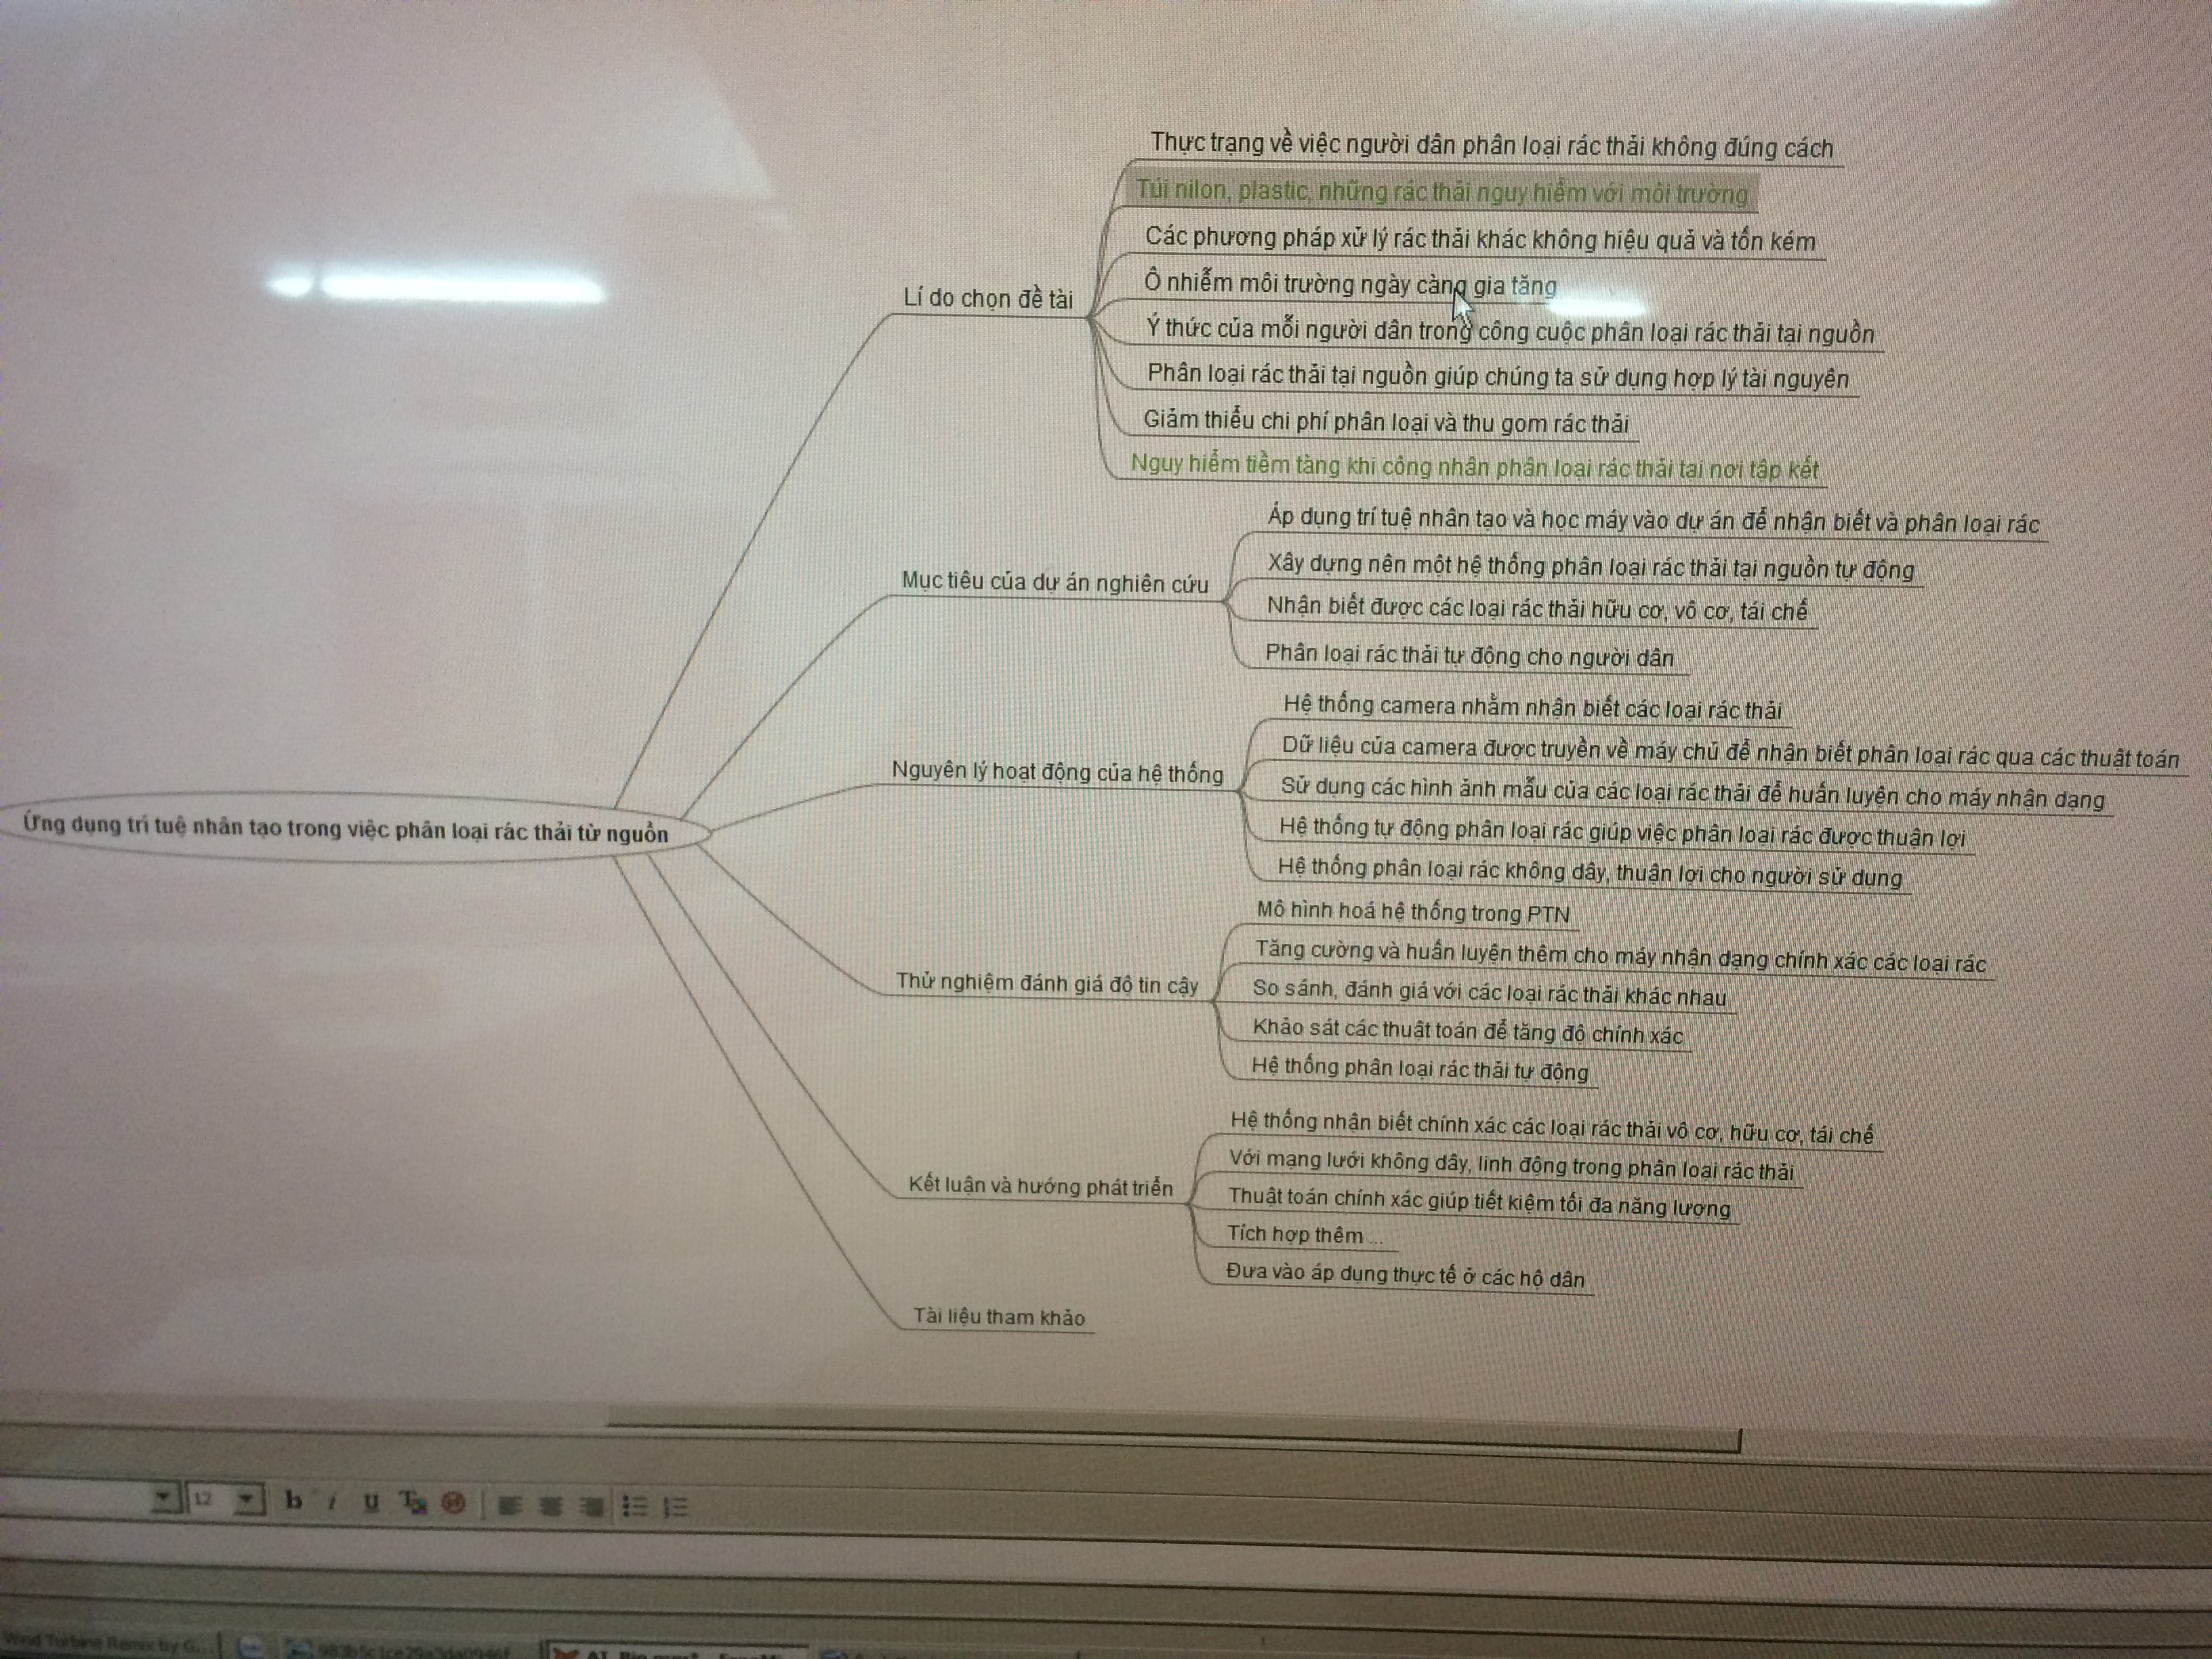 Ứng dụng trí tuệ nhân tạo trong việc phân loại rác thải từ nguồn
Lí do chọn đề tài
Thực trạng về việc người dân phân loại rác thải không đúng cách
Túi nilon, plastic, những rác thải nguy hiểm với môi trường
Các phương pháp xử lý rác thải khác không hiệu quả và tốn kém
Ô nhiễm môi trường ngày càng gia tăng
Ý thức của mỗi người dân trong công cuộc phân loại rác thải tại nguồn
Phân loại rác thải tại nguồn giúp chúng ta sử dụng hợp lý tài nguyên
Giảm thiểu chi phí phân loại và thu gom rác thải
Nguy hiểm tiềm tàng khi công nhân phân loại rác thải tại nơi tập kết
Mục tiêu của dự án nghiên cứu
Áp dụng trí tuệ nhân tạo và học máy vào dự án để nhận biết và phân loại rác
Xây dựng nên một hệ thống phân loại rác thải tại nguồn tự động
Nhận biết được các loại rác thải hữu cơ, vô cơ, tái chế
Phân loại rác thải tự động cho người dân
Nguyên lý hoạt động của hệ thống
Hệ thống camera nhằm nhận biết các loại rác thải
Dữ liệu của camera được truyền về máy chủ để nhận biết phân loại rác qua các thuật toán
Sử dụng các hình ảnh mẫu của các loại rác thải để huấn luyện cho máy nhận dạng
Hệ thống tự động phân loại rác giúp việc phân loại rác được thuận lợi
Hệ thống phân loại rác không dây, thuận lợi cho người sử dụng
Thử nghiệm đánh giá độ tin cậy
Mô hình hoá hệ thống trong PTN
Tăng cường và huấn luyện thêm cho máy nhận dạng chính xác các loại rác
So sánh, đánh giá với các loại rác thải khác nhau
Khảo sát các thuật toán để tăng độ chính xác
Hệ thống phân loại rác thải tự động
Kết luận và hướng phát triển
Hệ thống nhận biết chính xác các loại rác thải vô cơ, hữu cơ, tái chế
Với mạng lưới không dây, linh động trong phân loại rác thải
Thuật toán chính xác giúp tiết kiệm tối đa năng lượng
Tích hợp thêm ...
Đưa vào áp dụng thực tế ở các hộ dân
Tài liệu tham khảo
12 b i u
Wind Turbine Remix by G...